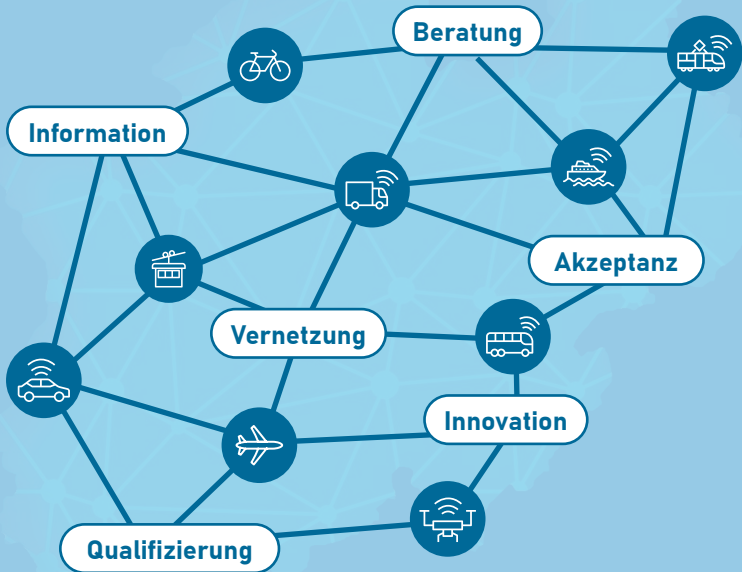 Beratung
Information
Akzeptanz
Vernetzung
Innovation
Qualifizierung